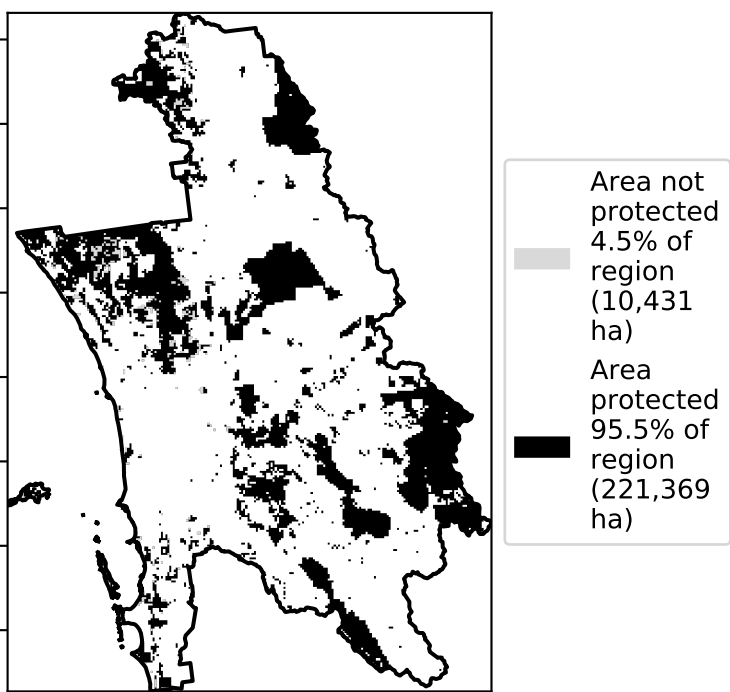 Area not
protected
4.5% of
region
(10,431
ha)
Area
protected
95.5% of
region
(221,369
ha)